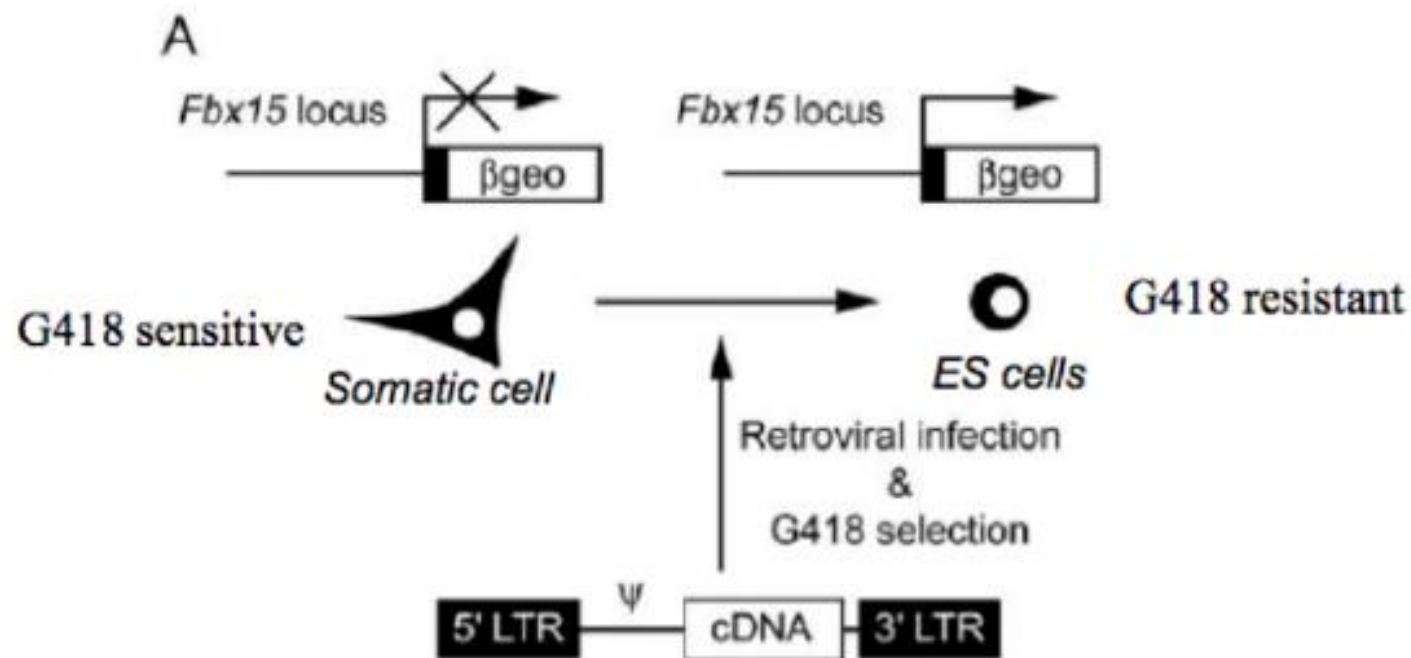 A
Fbx15 locus
βgeo
Fbx15 locus
βgeo
G418 sensitive
Somatic cell
ES cells
G418 resistant
Retroviral infection
&
G418 selection
5' LTR
Ψ
cDNA
3' LTR